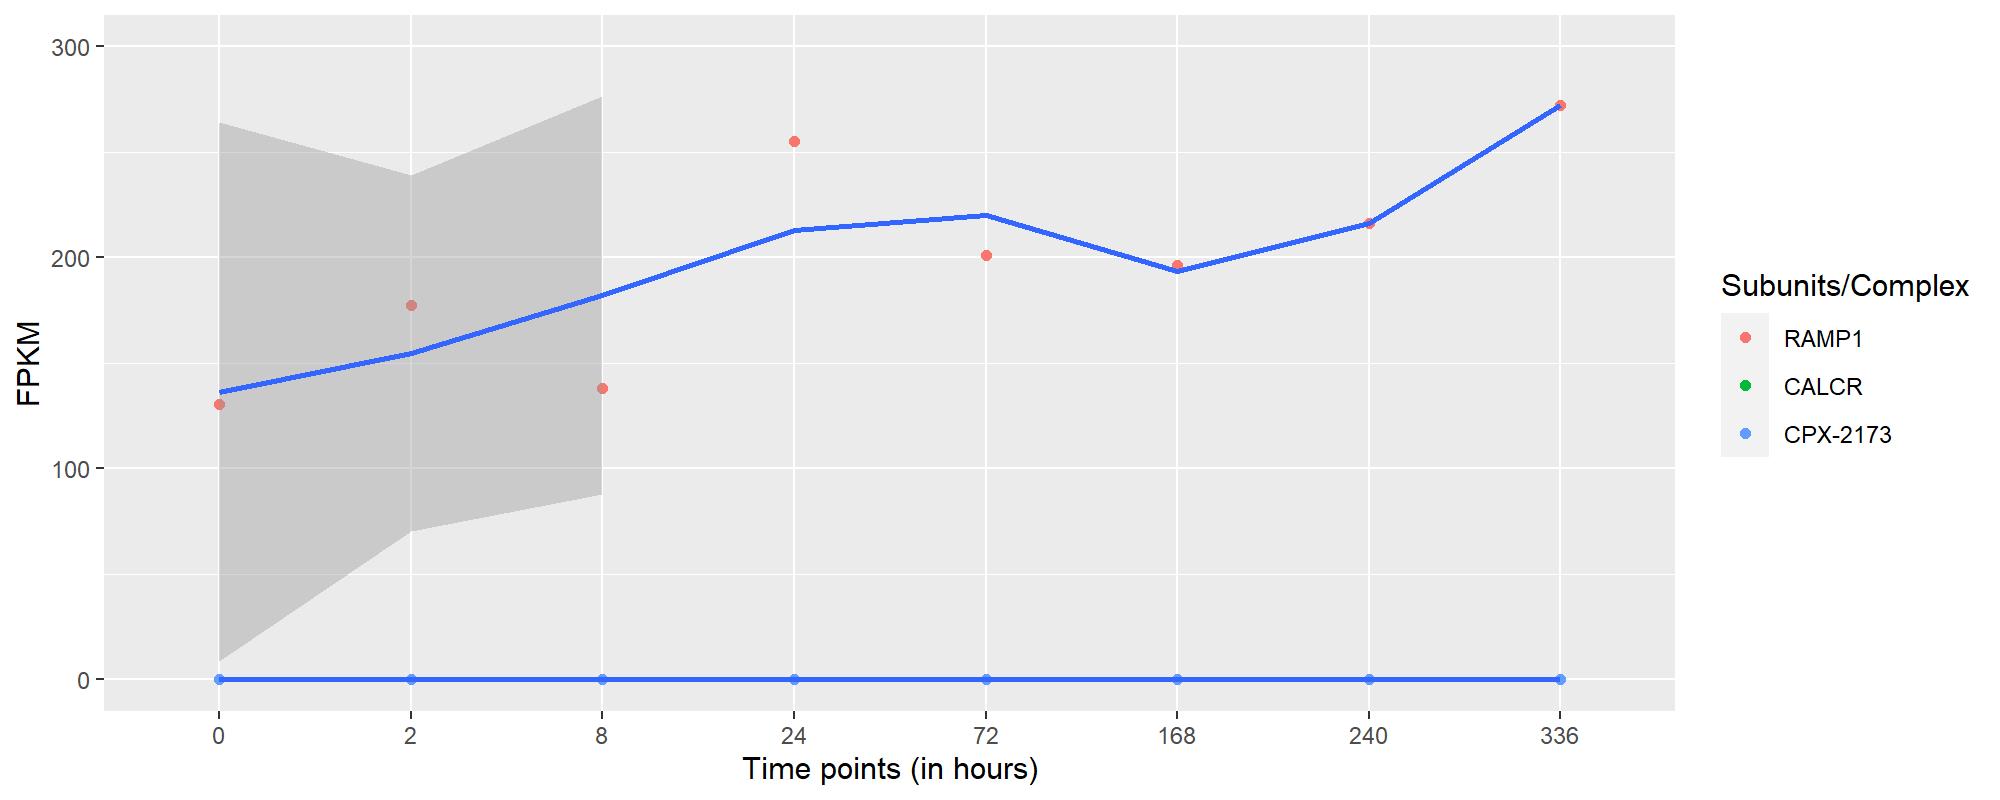 300
200
100
0
FPKM
0 2 8 24 72 168 240 336
Time points (in hours)
Subunits/Complex
RAMP1
CALCR
CPX-2173